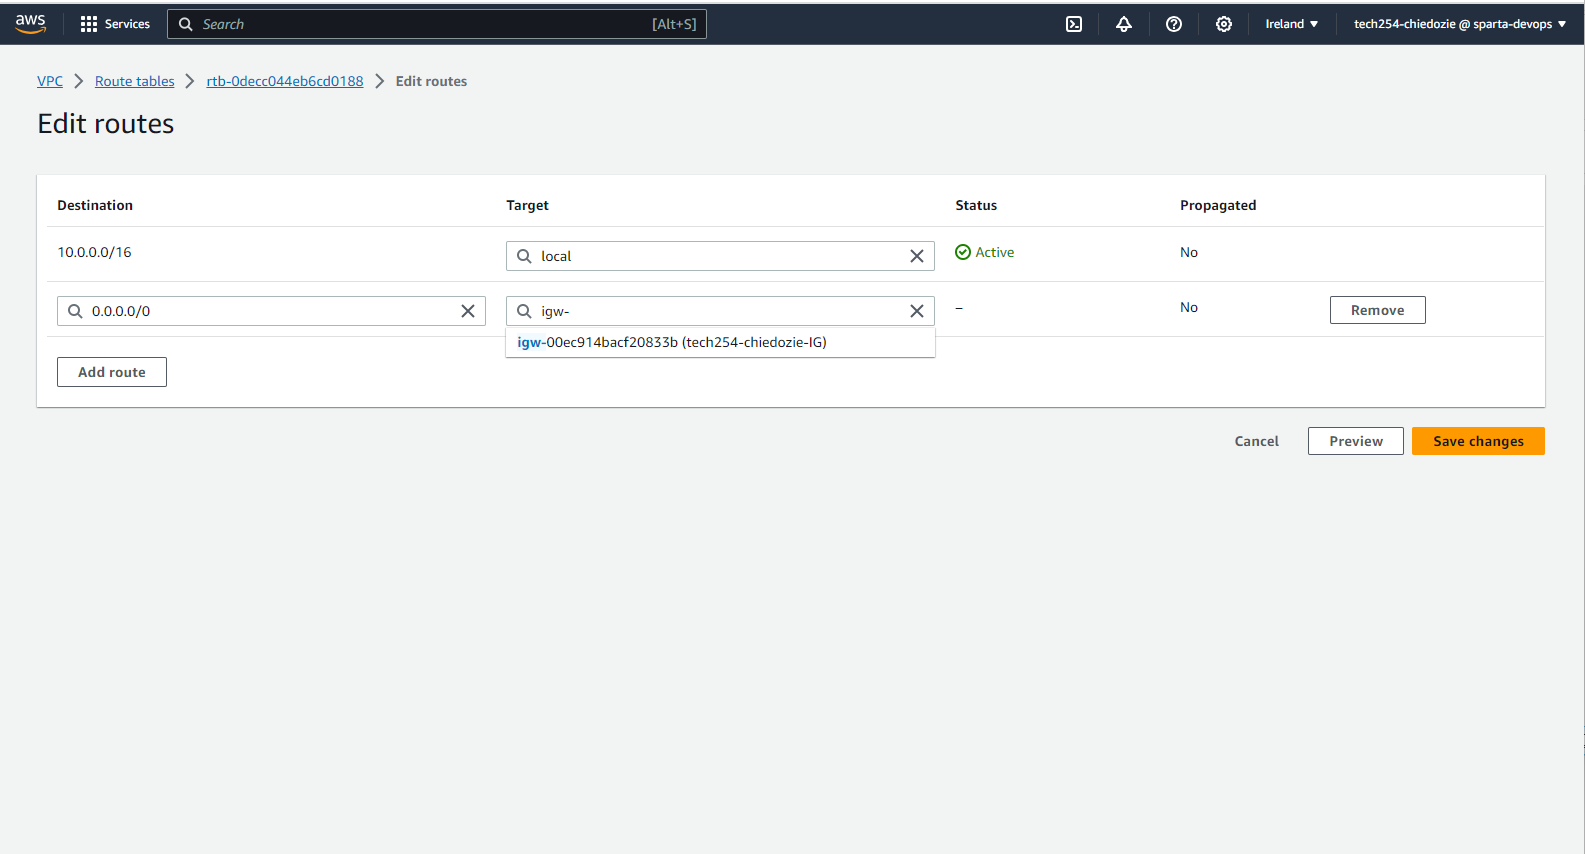 aws Services Search [Alt+S] Ireland tech254-chiedozie @ sparta-devops
VPC Route tables rtb-0decc044eb6cd0188 Edit routes
Edit routes
Destination Target Status Propagated
10.0.0.0/16 local Active No
0.0.0.0/0 igw- – No Remove
igw-00ec914bacf20833b (tech254-chiedozie-IG)
Add route
Cancel Preview Save changes